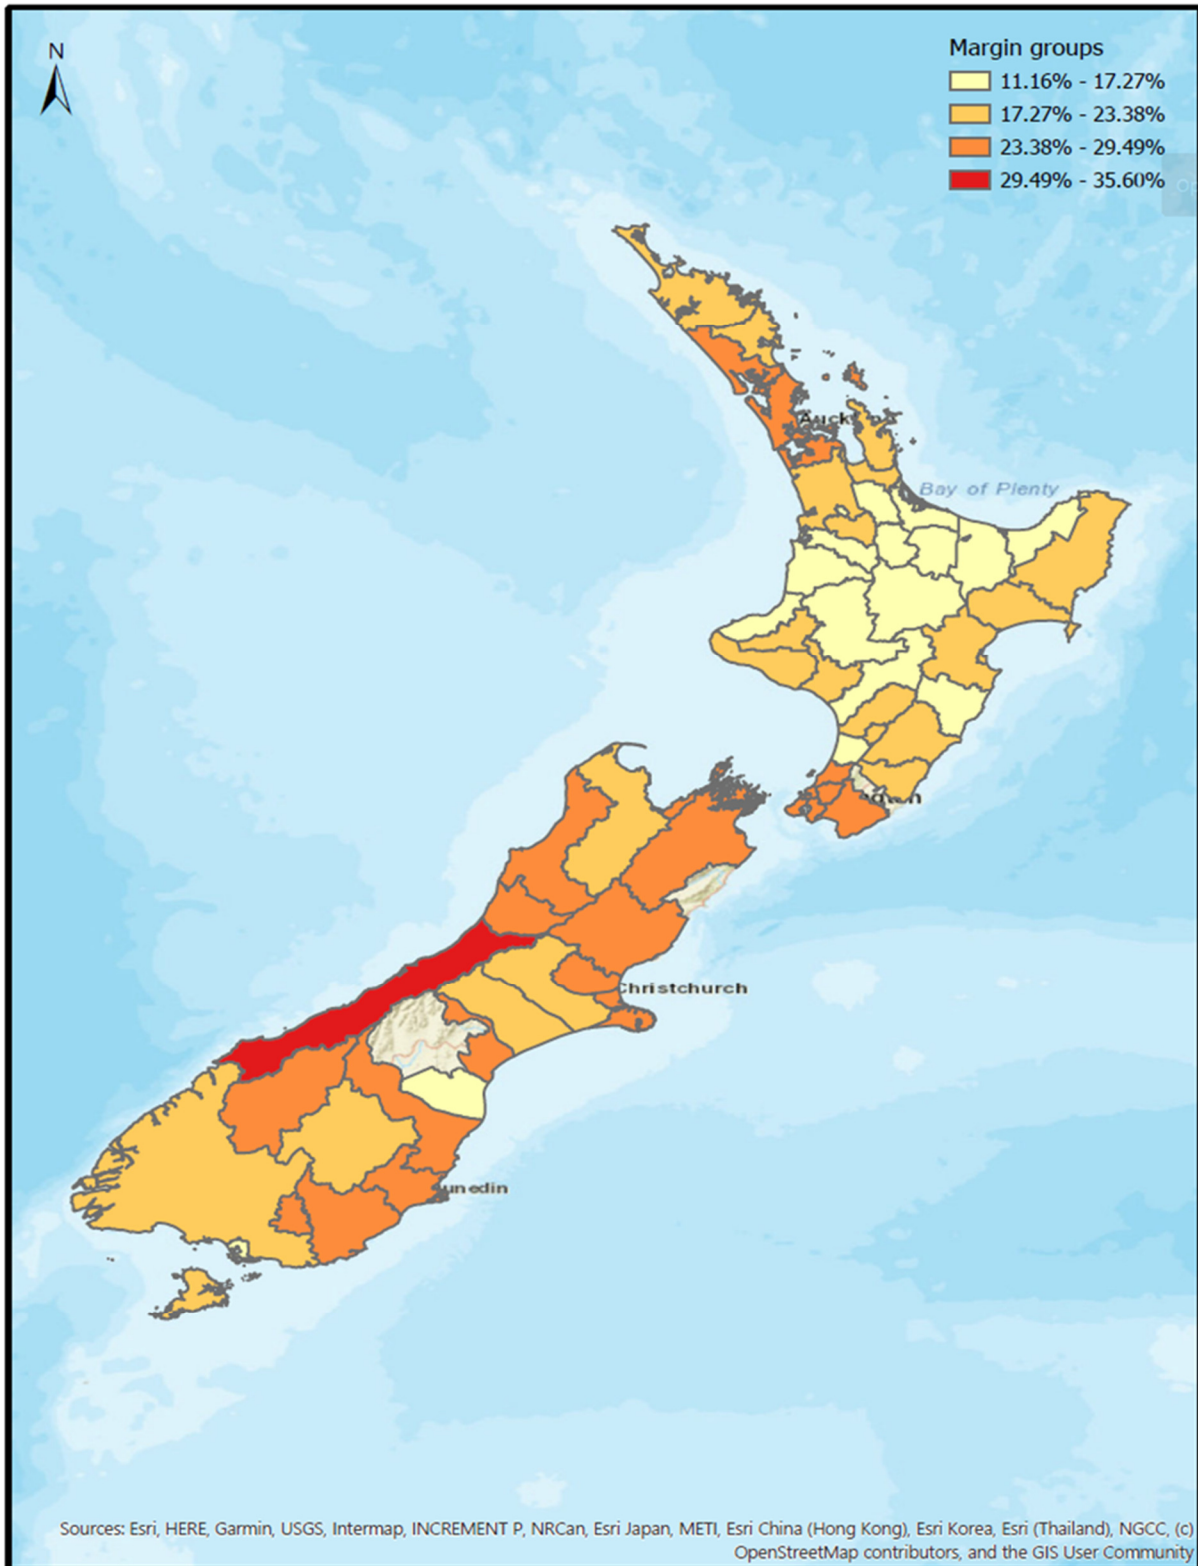 N
Margin groups
11.16% - 17.27%
17.27% - 23.38%
23.38% - 29.49%
29.49% - 35.60%
Auck
Bay of Plenty
Christchurch
unedin
Sources: Esri, HERE, Garmin, USGS, Intermap, INCREMENT P, NRCan, Esri Japan, METI, Esri China (Hong Kong), Esri Korea, Esri (Thailand), NGCC, (c)
OpenStreetMap contributors, and the GIS User Community